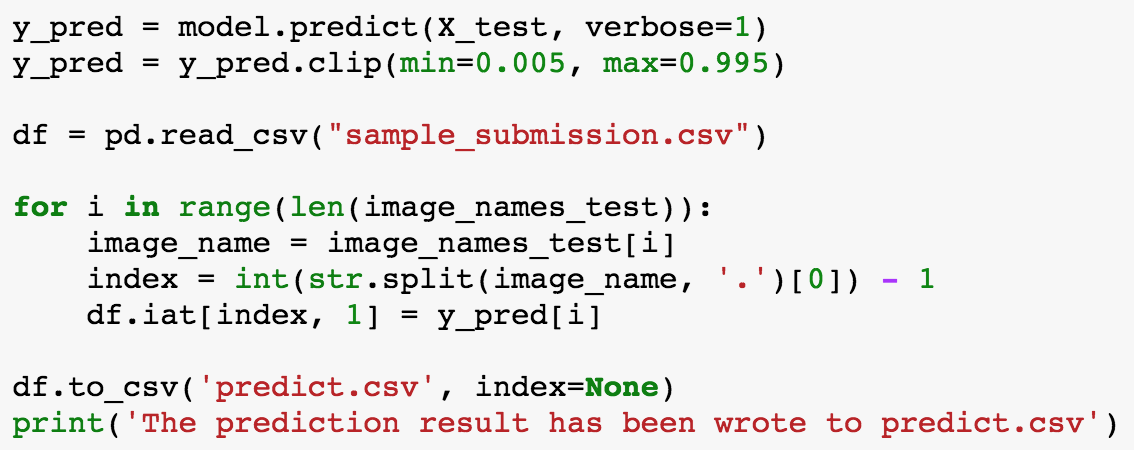 y_pred = model.predict(X_test, verbose=1)
y_pred = y_pred.clip(min=0.005, max=0.995)
df = pd.read_csv("sample_submission.csv")
for i in range(len(image_names_test)):
    image_name = image_names_test[i]
    index = int(str.split(image_name, '.')[0]) - 1
    df.iat[index, 1] = y_pred[i]
df.to_csv('predict.csv', index=None)
print('The prediction result has been wrote to predict.csv')